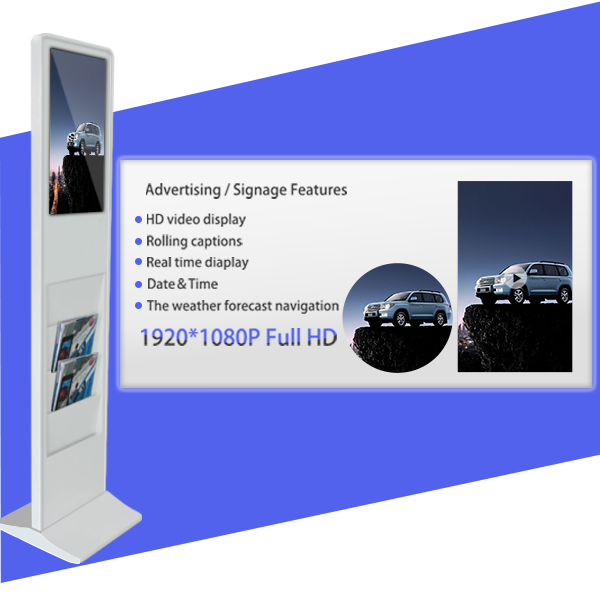 Advertising / Signage Features
HD video display
Rolling captions
Real time diaplay
Date & Time
The weather forecast navigation
1920*1080P Full HD